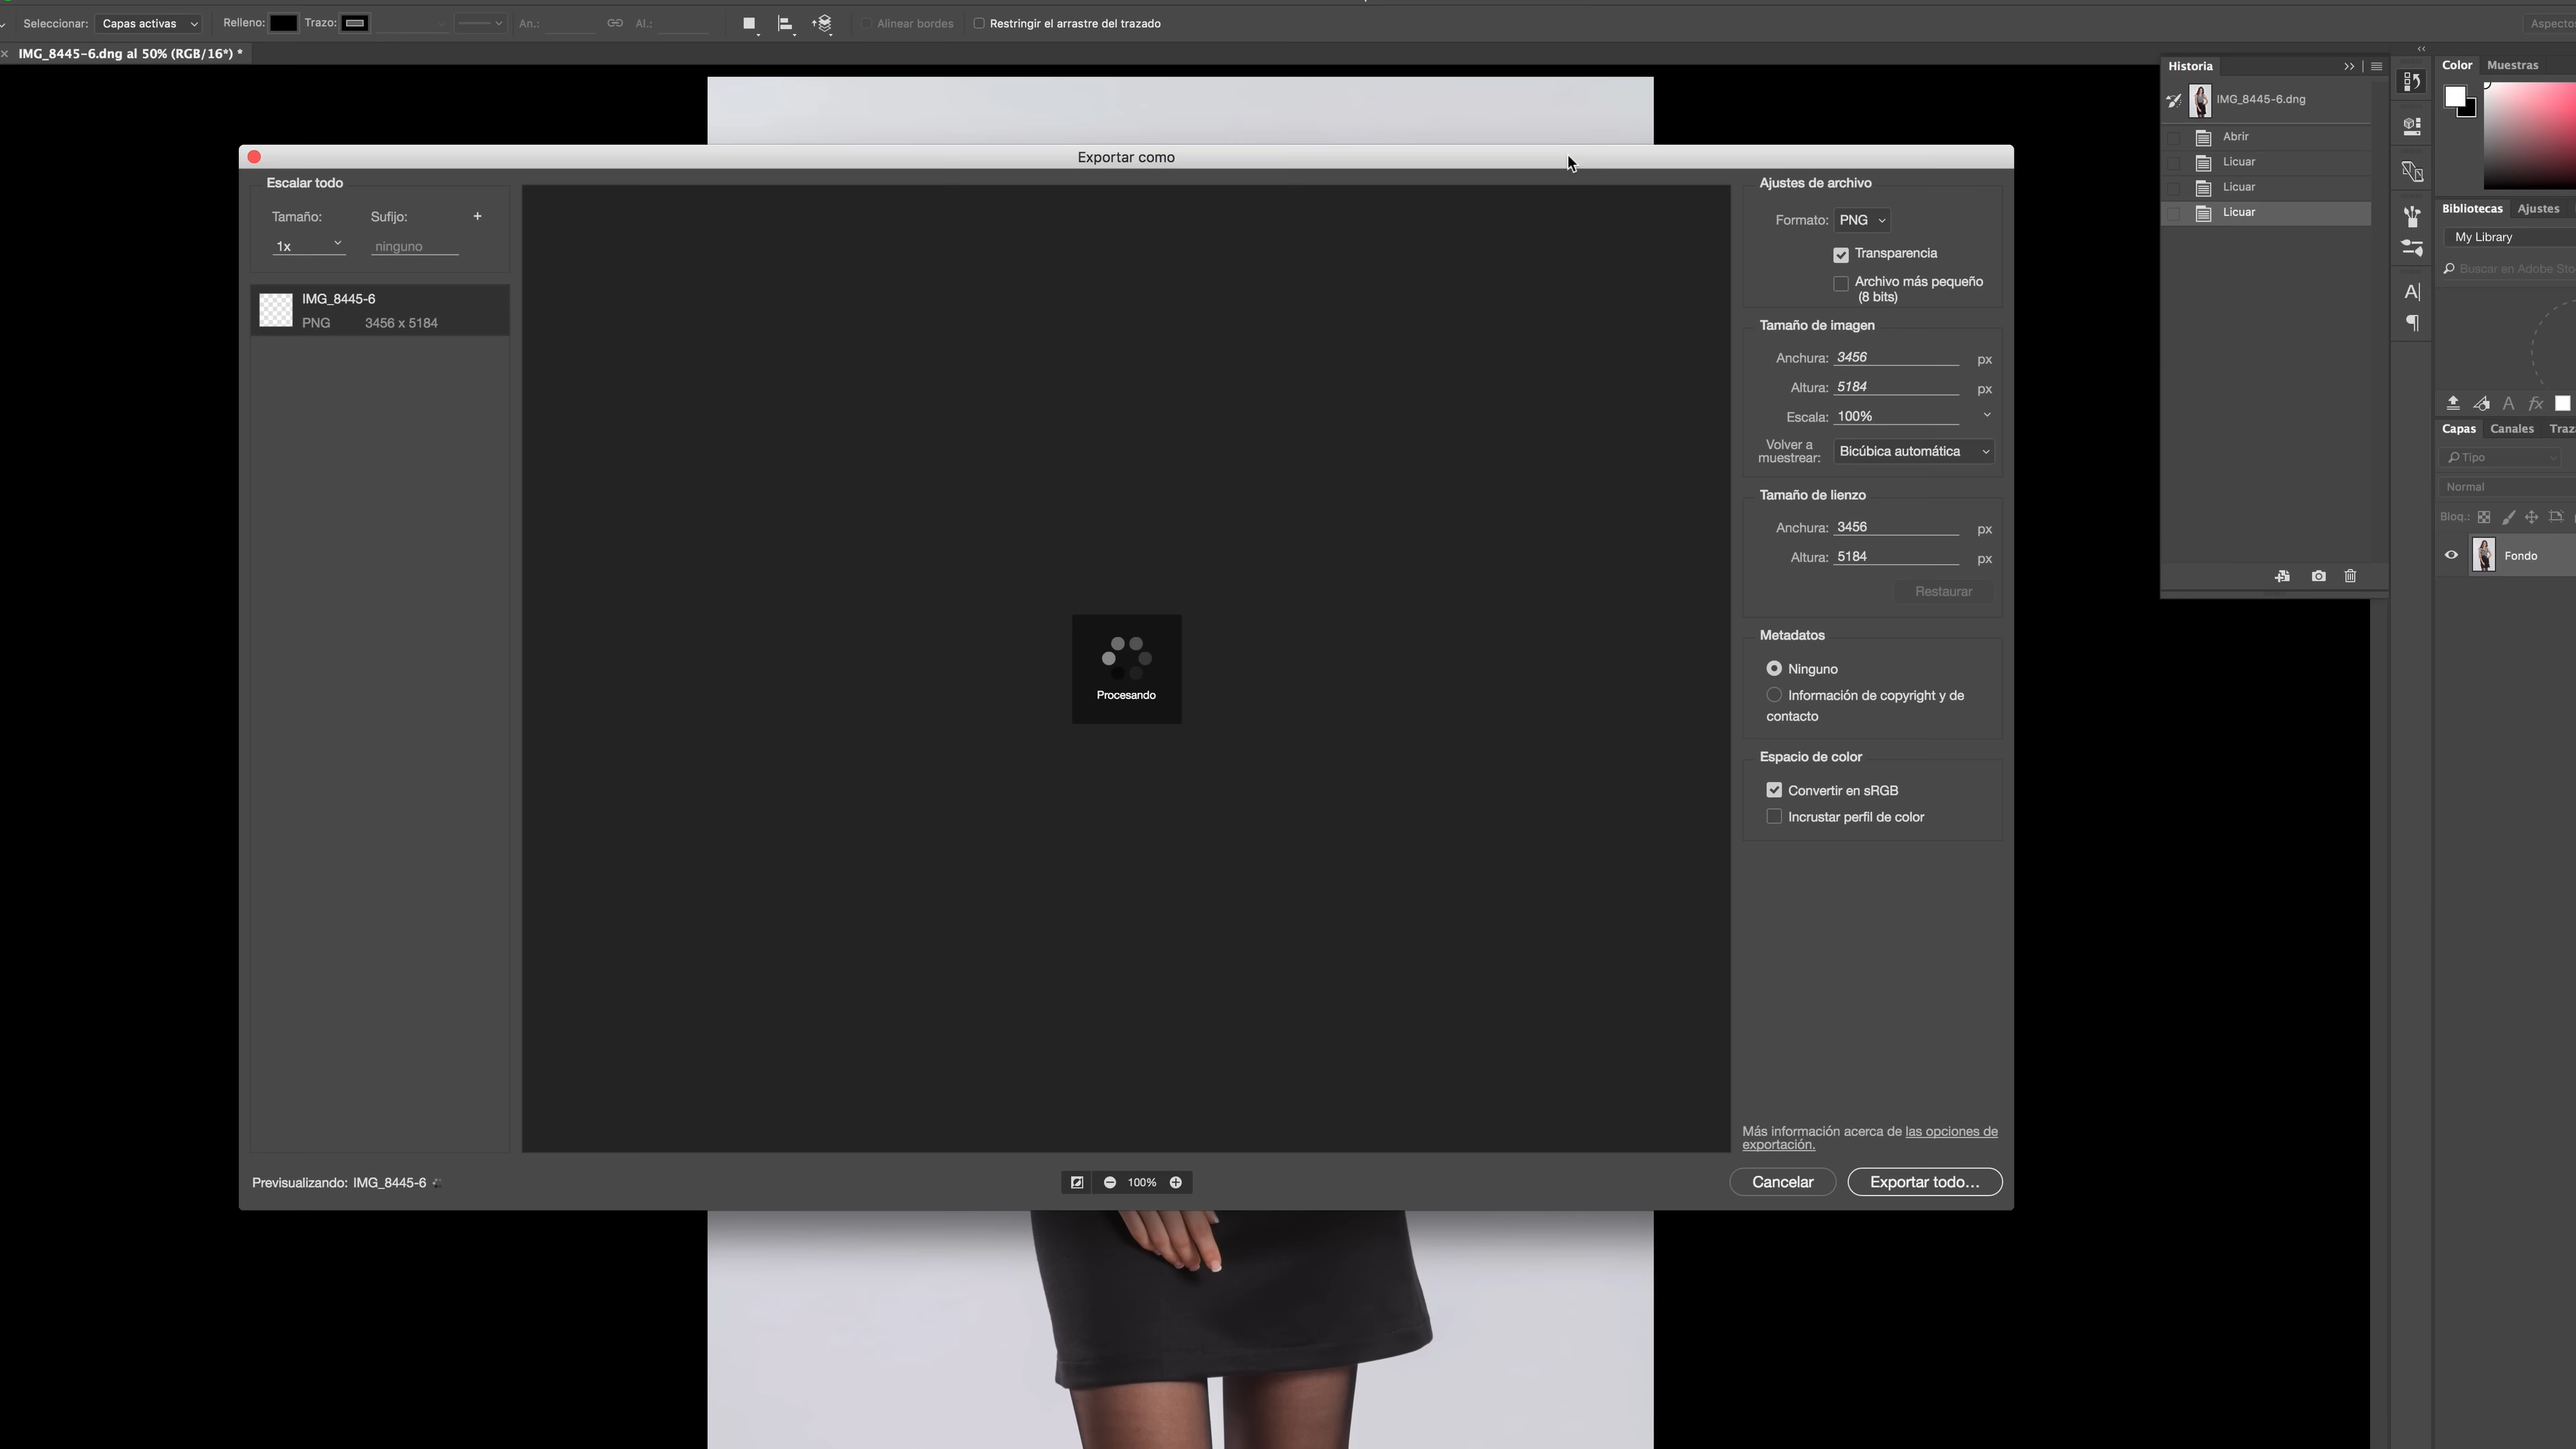 Seleccionar: Capas activas Relleno: Trazo: An.: Al.: Alinear bordes Restringir el arrastre del trazado
IMG_8445-6.dng al 50% (RGB/16*) *
Exportar como
Escalar todo
Tamaño: Sufijo: +
1x ninguno
IMG_8445-6
PNG 3456 x 5184
Procesando
Previsualizando: IMG_8445-6
100%
Ajustes de archivo
Formato: PNG
Transparencia
Archivo más pequeño
(8 bits)
Tamaño de imagen
Anchura: 3456 px
Altura: 5184 px
Escala: 100%
Volver a
muestrear: Bicúbica automática
Tamaño de lienzo
Anchura: 3456 px
Altura: 5184 px
Restaurar
Metadatos
Ninguno
Información de copyright y de
contacto
Espacio de color
Convertir en sRGB
Incrustar perfil de color
Más información acerca de las opciones de
exportación.
Cancelar Exportar todo...
Historia
IMG_8445-6.dng
Abrir
Licuar
Licuar
Licuar
Color Muestras
Bibliotecas Ajustes
My Library
Buscar en Adobe Sto
Capas Canales Traz
Tipo
Normal
Bloq.:
Fondo